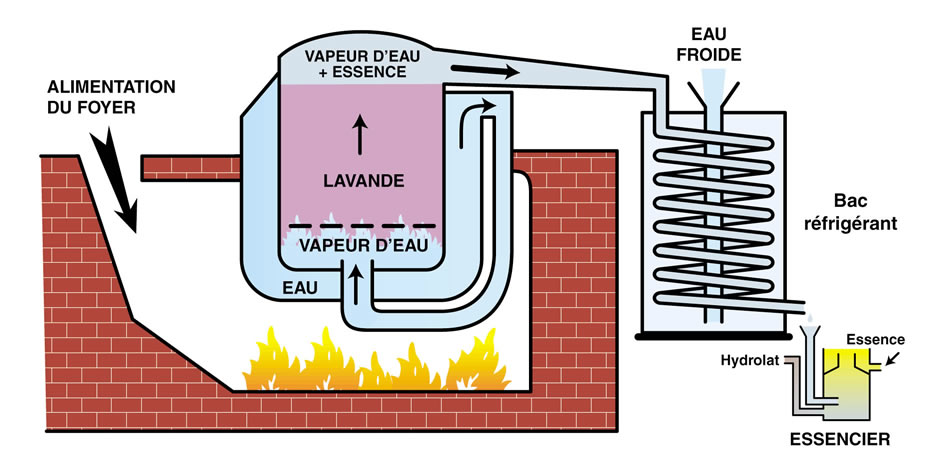 ALIMENTATION
DU FOYER
VAPEUR D'EAU
+ ESSENCE
EAU
FROIDE
LAVANDE
VAPEUR D'EAU
EAU
Bac
réfrigérant
Hydrolat
Essence
ESSENCIER